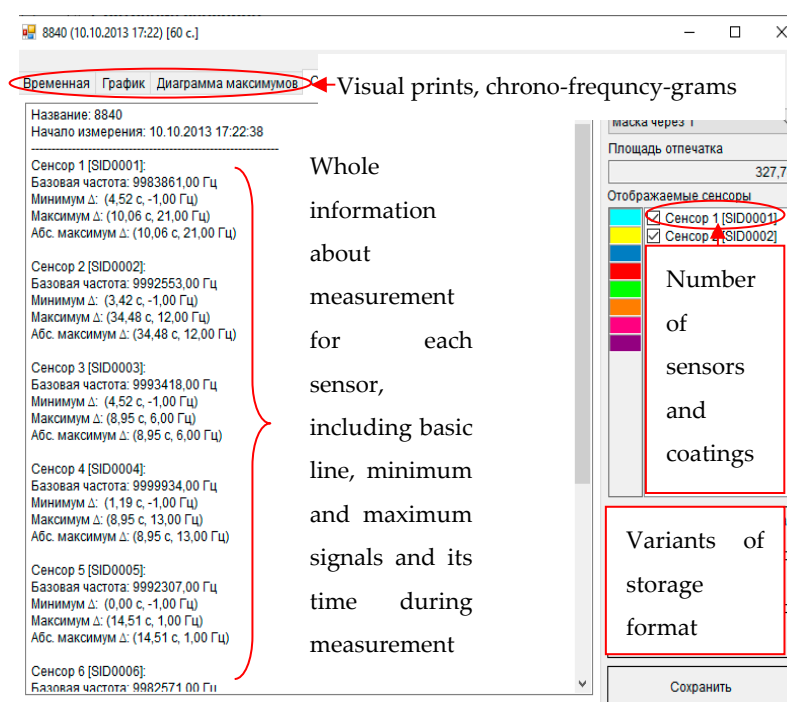 8840 (10.10.2013 17:22) [60 с.]
Временная График Диаграмма максимумов
Visual prints, chrono-frequncy-grams
Название: 8840
Начало измерения: 10.10.2013 17:22:38
Сенсор 1 [SID0001]:
Базовая частота: 9983861,00 Гц
Минимум Δ: (4,52 с, -1,00 Гц)
Максимум Δ: (10,06 с, 21,00 Гц)
Абс. максимум Δ: (10,06 с, 21,00 Гц)
Сенсор 2 [SID0002]:
Базовая частота: 9992553,00 Гц
Минимум Δ: (3,42 с, -1,00 Гц)
Максимум Δ: (34,48 с, 12,00 Гц)
Абс. максимум Δ: (34,48 с, 12,00 Гц)
Сенсор 3 [SID0003]:
Базовая частота: 9993418,00 Гц
Минимум Δ: (4,52 с, -1,00 Гц)
Максимум Δ: (8,95 с, 6,00 Гц)
Абс. максимум Δ: (8,95 с, 6,00 Гц)
Сенсор 4 [SID0004]:
Базовая частота: 9999934,00 Гц
Минимум Δ: (1,19 с, -1,00 Гц)
Максимум Δ: (8,95 с, 13,00 Гц)
Абс. максимум Δ: (8,95 с, 13,00 Гц)
Сенсор 5 [SID0005]:
Базовая частота: 9992307,00 Гц
Минимум Δ: (0,00 с, -1,00 Гц)
Максимум Δ: (14,51 с, 1,00 Гц)
Абс. максимум Δ: (14,51 с, 1,00 Гц)
Сенсор 6 [SID0006]:
Базовая частота: 9982571,00 Гц
Whole
information
about
measurement
for each
sensor,
including basic
line, minimum
and maximum
signals and its
time during
measurement
Маска через 1
Площадь отпечатка
327,7
Отображаемые сенсоры
Сенсор 1 [SID0001]
Сенсор 2 [SID0002]
Number
of
sensors
and
coatings
Variants of
storage
format
Сохранить